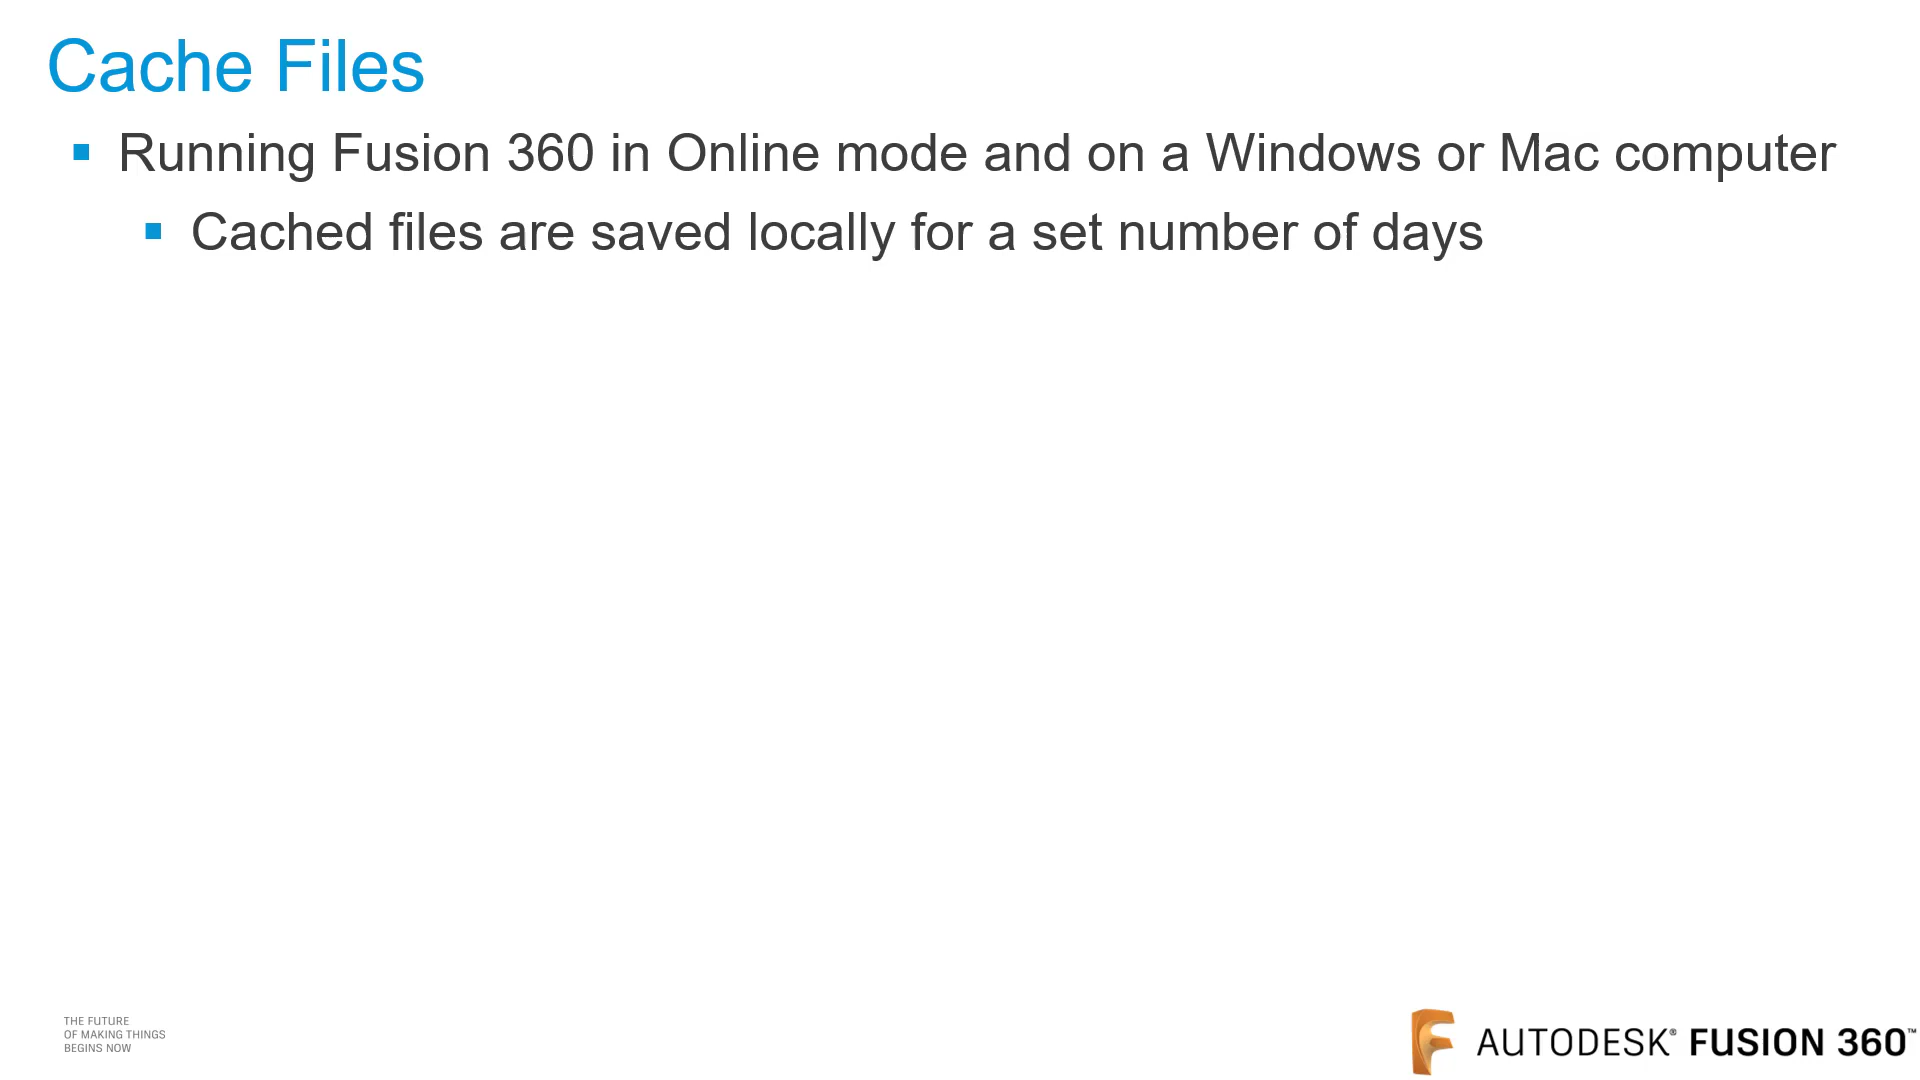 Cache Files
▪ Running Fusion 360 in Online mode and on a Windows or Mac computer
▪ Cached files are saved locally for a set number of days
THE FUTURE
OF MAKING THINGS
BEGINS NOW
AUTODESK® FUSION 360™